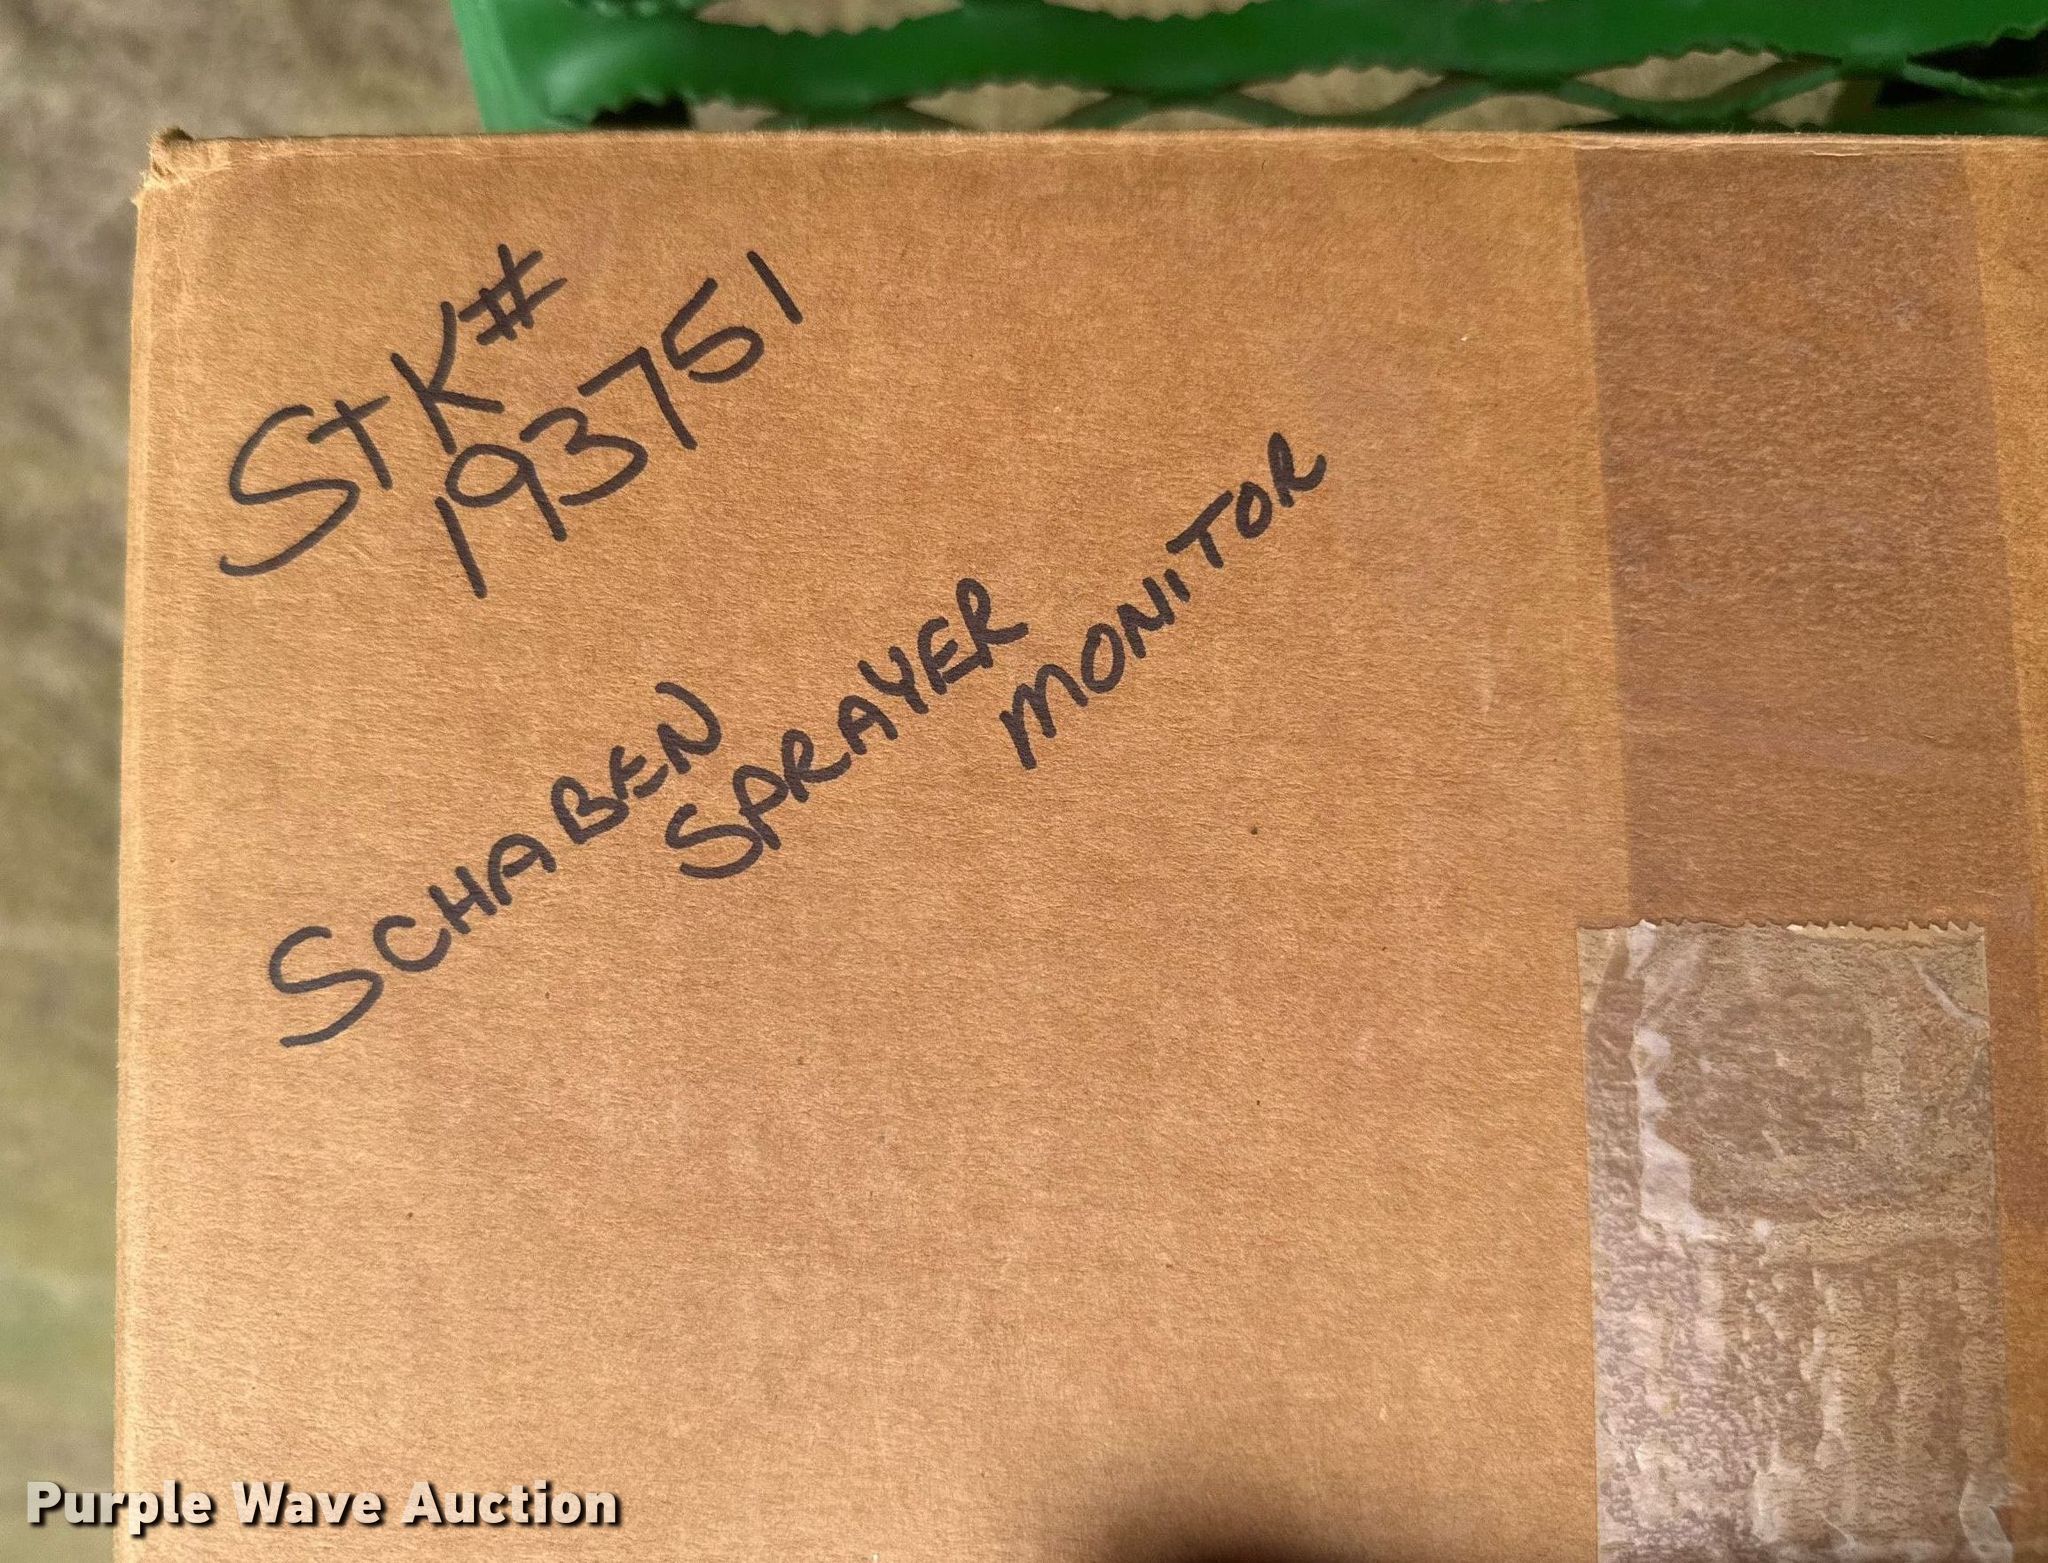 StK#
193751
SCHABEN
SPRAYER
MONITOR
Purple Wave Auction